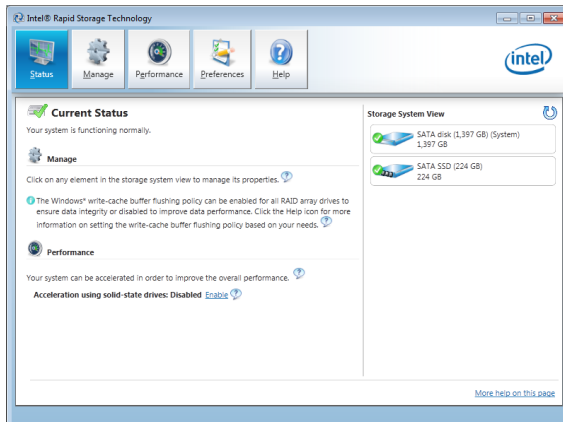 Intel® Rapid Storage Technology
Status
Manage
Performance
Preferences
Help
intel
Current Status
Your system is functioning normally.
Manage
Click on any element in the storage system view to manage its properties.
The Windows* write-cache buffer flushing policy can be enabled for all RAID array drives to
ensure data integrity or disabled to improve data performance. Click the Help icon for more
information on setting the write-cache buffer flushing policy based on your needs.
Performance
Your system can be accelerated in order to improve the overall performance.
Acceleration using solid-state drives: Disabled Enable
Storage System View
SATA disk (1,397 GB) (System)
1,397 GB
SATA SSD (224 GB)
224 GB
More help on this page